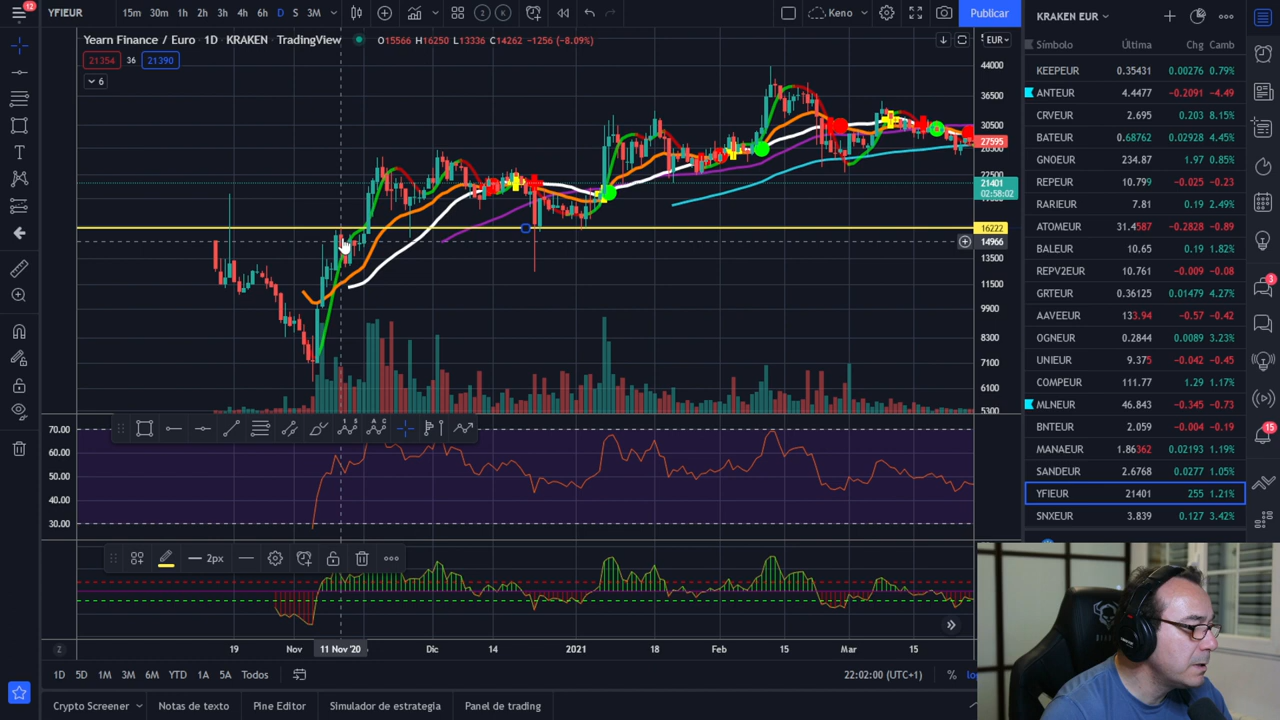 12
YFIEUR
15m 30m 1h 2h 3h 4h 6h D S 3M
2 K
Keno
Publicar
Yearn Finance / Euro · 1D · KRAKEN · TradingView
O15566 H16250 L13336 C14262 -1256 (-8.09%)
EUR
21354 36 21390
6
44000
36500
30500
27595
21401
02:58:02
16222
14966
13500
11500
9900
8300
7100
6100
5300
70.00
60.00
50.00
40.00
30.00
2px
19 Nov 11 Nov '20 Dic 14 2021 18 Feb 15 Mar 15
Z
1D 5D 1M 3M 6M YTD 1A 5A Todos
22:02:00 (UTC+1) %
Crypto Screener Notas de texto Pine Editor Simulador de estrategia Panel de trading
KRAKEN EUR
Símbolo Última Chg Camb
KEEPEUR 0.35431 0.00276 0.79%
ANTEUR 4.4477 -0.2091 -4.49
CRVEUR 2.695 0.203 8.15%
BATEUR 0.68762 0.02928 4.45%
GNOEUR 234.87 1.97 0.85%
REPEUR 10.799 -0.025 -0.23
RARIEUR 7.81 0.19 2.49%
ATOMEUR 31.4587 -0.2828 -0.89
BALEUR 10.65 0.19 1.82%
REPV2EUR 10.761 -0.009 -0.08
GRTEUR 0.36125 0.01479 4.27%
AAVEEUR 133.94 -0.57 -0.42
OGNEUR 0.2844 0.0089 3.23%
UNIEUR 9.375 -0.042 -0.45
COMPEUR 111.77 1.29 1.17%
MLNEUR 46.843 -0.345 -0.73
BNTEUR 2.059 -0.004 -0.19
MANAEUR 1.86362 0.02193 1.19%
SANDEUR 2.6768 0.0277 1.05%
YFIEUR 21401 255 1.21%
SNXEUR 3.839 0.127 3.42%
3
15